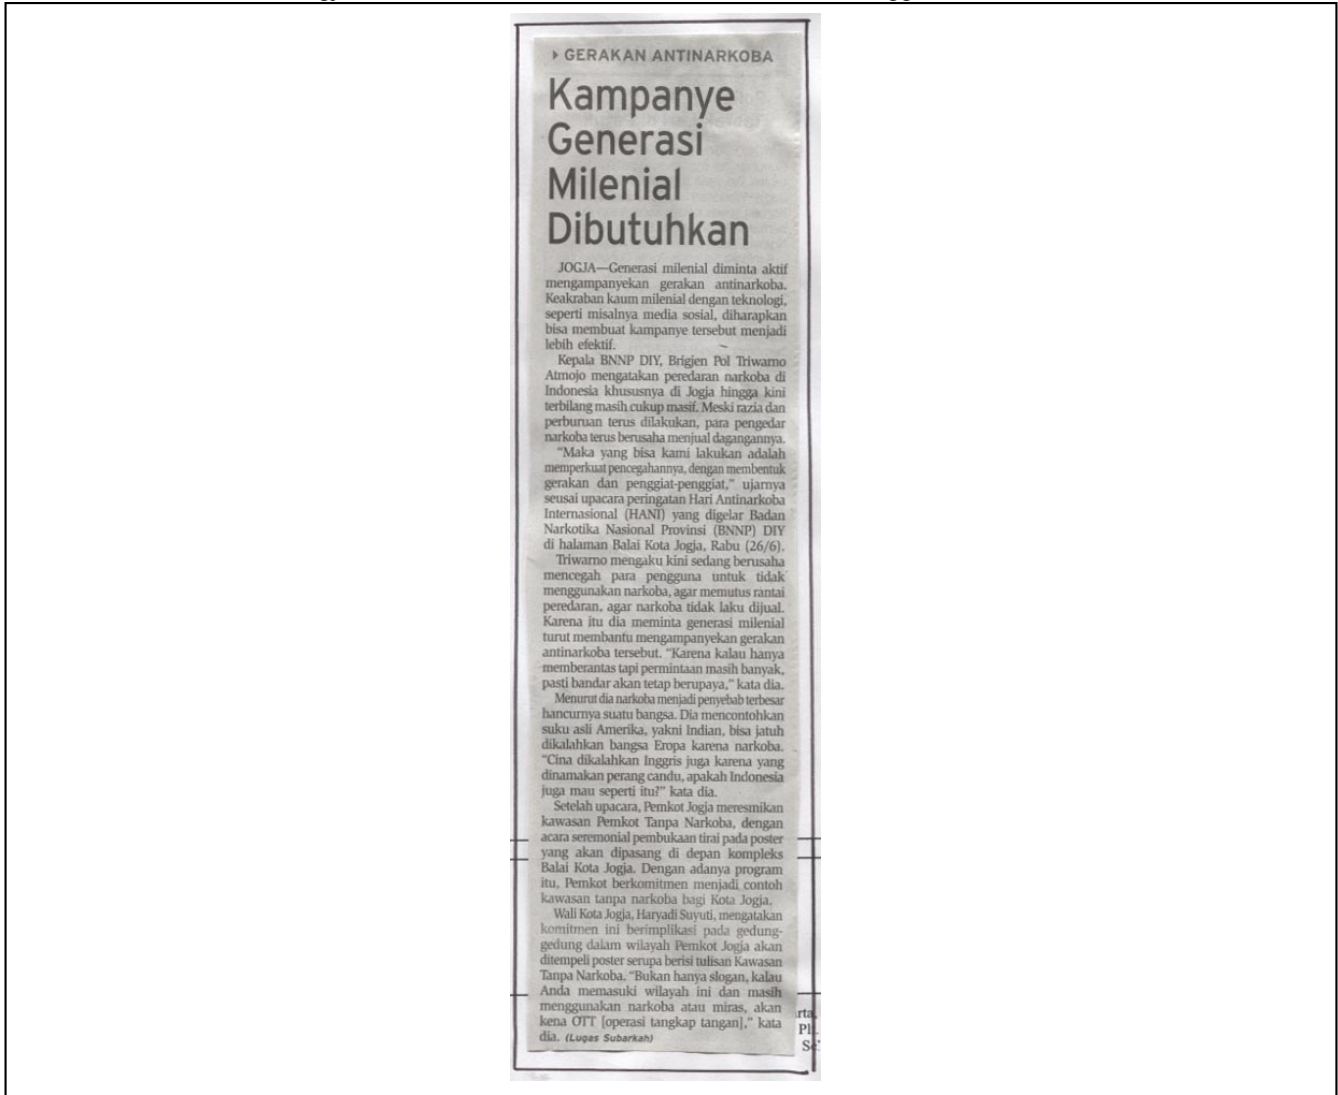 GERAKAN ANTINARKOBA
Kampanye
Generasi
Milenial
Dibutuhkan
JOGJA—Generasi milenial diminta aktif
mengampanyekan gerakan antinarkoba.
Keakraban kaum milenial dengan teknologi,
seperti misalnya media sosial, diharapkan
bisa membuat kampanye tersebut menjadi
lebih efektif.
Kepala BNNP DIY, Brigjen Pol Triwarno
Atmojo mengatakan peredaran narkoba di
Indonesia khususnya di Jogja hingga kini
terbilang masih cukup masif. Meski razia dan
perburuan terus dilakukan, para pengedar
narkoba terus berusaha menjual dagangannya.
"Maka yang bisa kami lakukan adalah
memperkuat pencegahannya, dengan membentuk
gerakan dan penggiat-penggiat," ujarnya
seusai upacara peringatan Hari Antinarkoba
Internasional (HANI) yang digelar Badan
Narkotika Nasional Provinsi (BNNP) DIY
di halaman Balai Kota Jogja, Rabu (26/6).
Triwarno mengaku kini sedang berusaha
mencegah para pengguna untuk tidak
menggunakan narkoba, agar memutus rantai
peredaran, agar narkoba tidak laku dijual.
Karena itu dia meminta generasi milenial
turut membantu mengampanyekan gerakan
antinarkoba tersebut. "Karena kalau hanya
memberantas tapi permintaan masih banyak,
pasti bandar akan tetap berupaya," kata dia.
Menurut dia narkoba menjadi penyebab terbesar
hancurnya suatu bangsa. Dia mencontohkan
suku asli Amerika, yakni Indian, bisa jatuh
dikalahkan bangsa Eropa karena narkoba.
"Cina dikalahkan Inggris juga karena yang
dinamakan perang candu, apakah Indonesia
juga mau seperti itu?" kata dia.
Setelah upacara, Pemkot Jogja meresmikan
kawasan Pemkot Tanpa Narkoba, dengan
acara seremonial pembukaan tirai pada poster
yang akan dipasang di depan kompleks
Balai Kota Jogja. Dengan adanya program
itu, Pemkot berkomitmen menjadi contoh
kawasan tanpa narkoba bagi Kota Jogja.
Wali Kota Jogja, Haryadi Suyuti, mengatakan
komitmen ini berimplikasi pada gedung-
gedung dalam wilayah Pemkot Jogja akan
ditempeli poster serupa berisi tulisan Kawasan
Tanpa Narkoba. "Bukan hanya slogan, kalau
Anda memasuki wilayah ini dan masih
menggunakan narkoba atau miras, akan
kena OTT [operasi tangkap tangan]," kata
dia. (Lugas Subarkah)